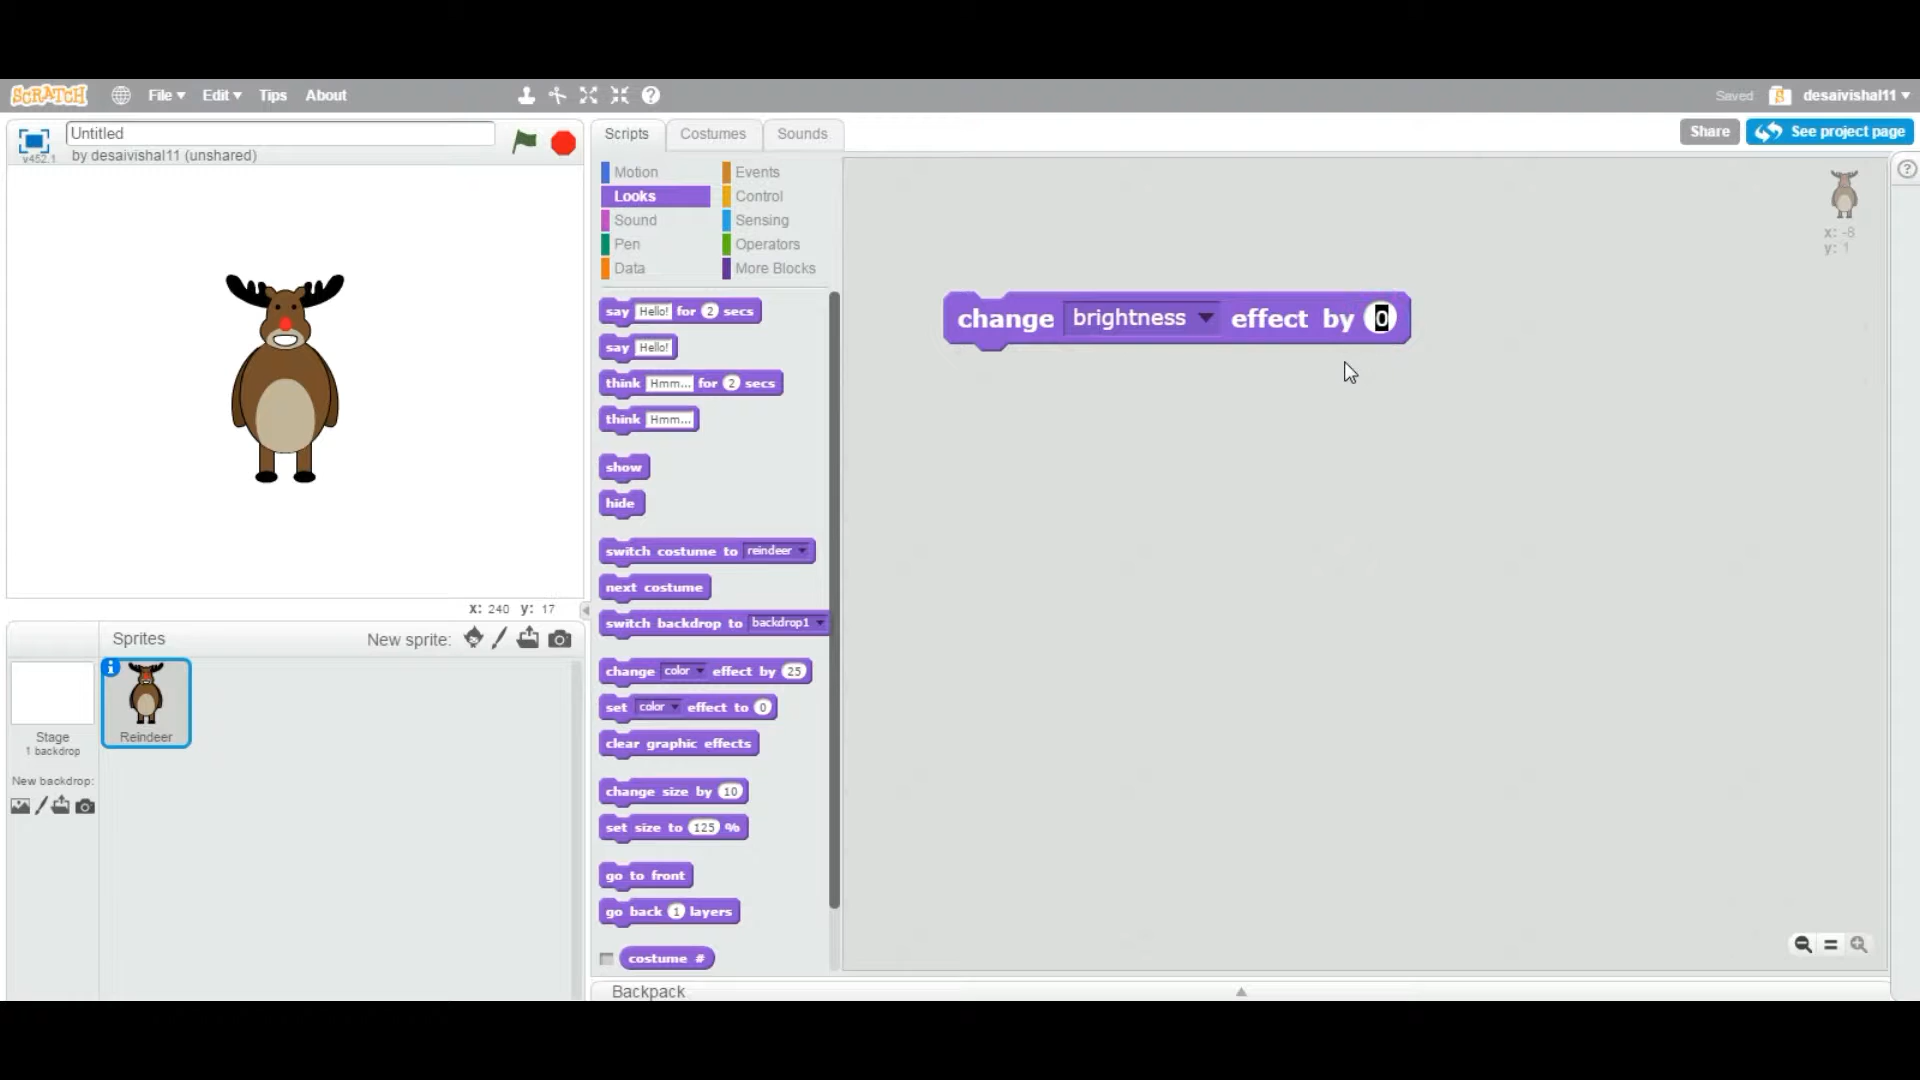 SCRATCH File Edit Tips About Saved desaivishal11
v452.1 Untitled
by desaivishal11 (unshared)
Scripts Costumes Sounds Share See project page
Motion Events
Looks Control
Sound Sensing
Pen Operators
Data More Blocks
say Hello! for 2 secs
say Hello!
think Hmm... for 2 secs
think Hmm...
show
hide
switch costume to reindeer
next costume
switch backdrop to backdrop1
change color effect by 25
set color effect to 0
clear graphic effects
change size by 10
set size to 125 %
go to front
go back 1 layers
costume #
change brightness effect by 0
x: -8
y: 1
x: 240 y: 17
Sprites New sprite:
Stage
1 backdrop
New backdrop:
Reindeer
Backpack